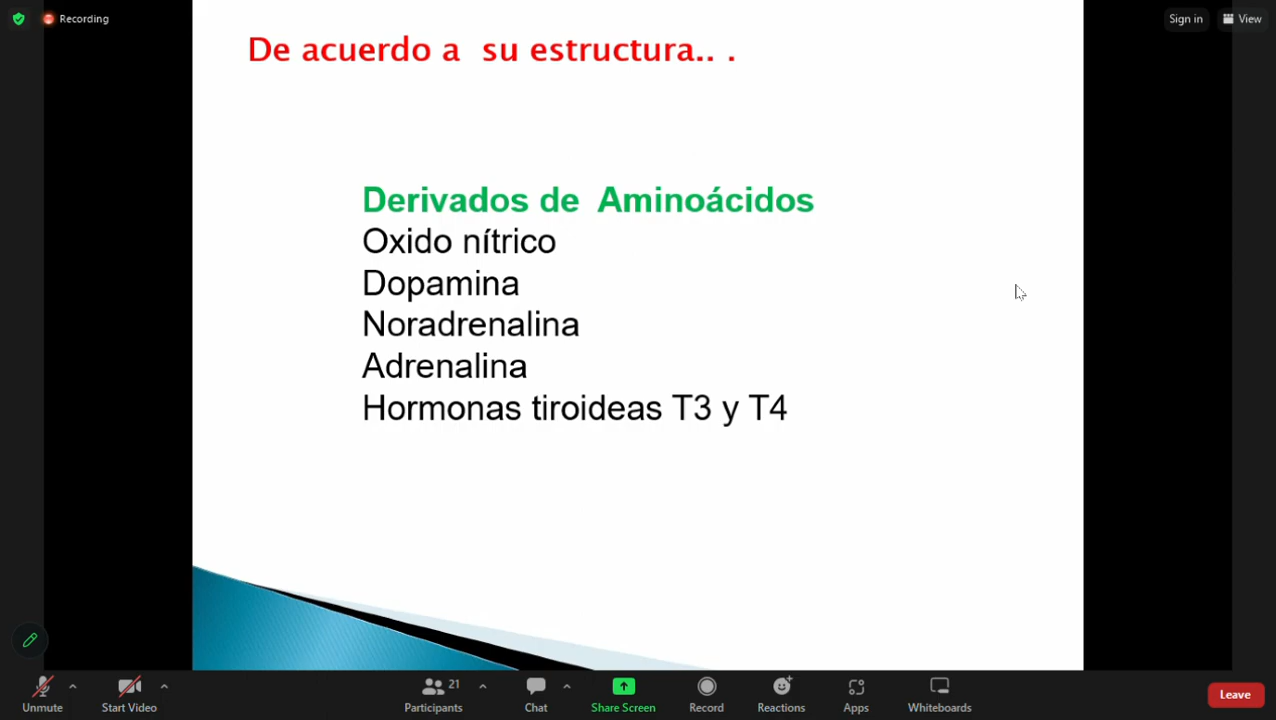 Recording
Sign in
View
De acuerdo a su estructura.. .
Derivados de Aminoácidos
Oxido nítrico
Dopamina
Noradrenalina
Adrenalina
Hormonas tiroideas T3 y T4
Unmute
Start Video
21
Participants
Chat
Share Screen
Record
Reactions
Apps
Whiteboards
Leave